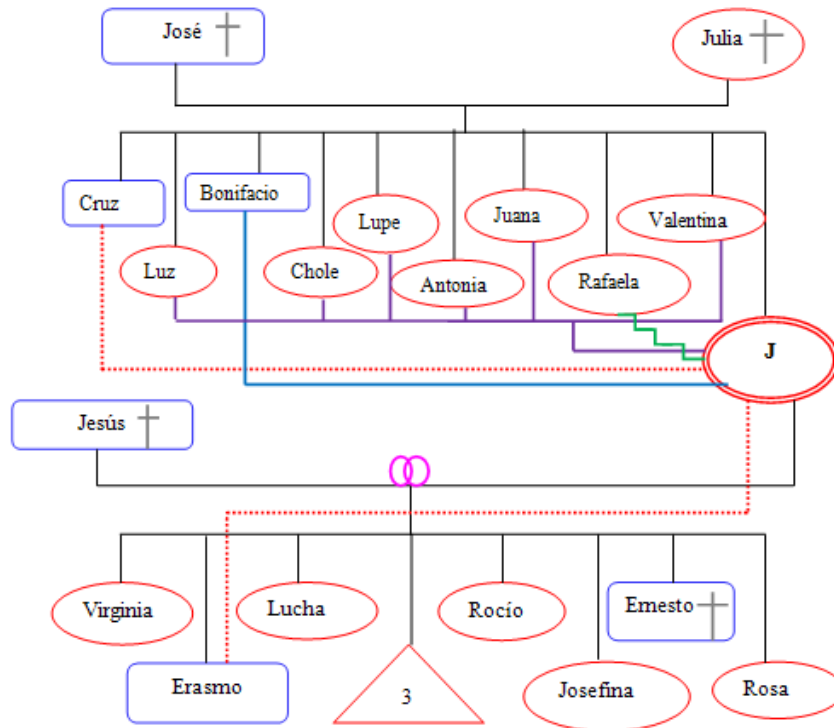 José
Julia
Cruz
Bonifacio
Lupe
Juana
Valentina
Luz
Chole
Antonia
Rafaela
J
Jesús
Virginia
Lucha
Rocío
Ernesto
Erasmo
3
Josefina
Rosa